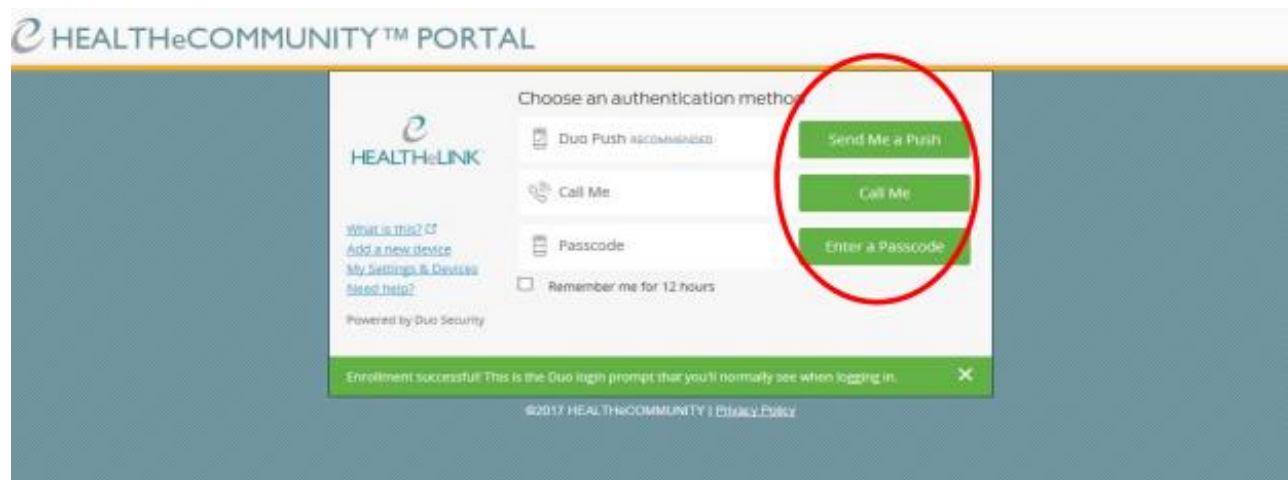 HEALTHeCOMMUNITY™ PORTAL
Choose an authentication method
HEALTHeLINK
Duo Push RECOMMENDED
Send Me a Push
Call Me
Call Me
Passcode
Enter a Passcode
Remember me for 12 hours
What is this?
Add a new device
My Settings & Devices
Need help?
Powered by Duo Security
Enrollment successful! This is the Duo login prompt that you'll normally see when logging in.
©2017 HEALTHeCOMMUNITY | Privacy Policy